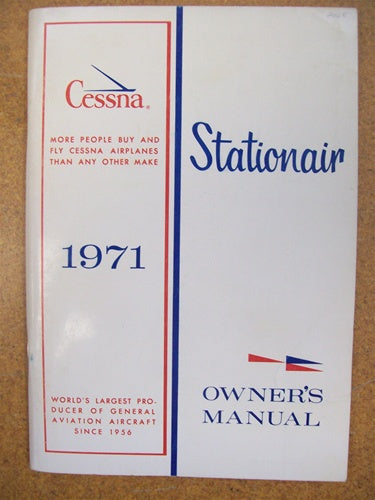 Cessna®
MORE PEOPLE BUY AND
FLY CESSNA AIRPLANES
THAN ANY OTHER MAKE
1971
WORLD'S LARGEST PRO-
DUCER OF GENERAL
AVIATION AIRCRAFT
SINCE 1956
Stationair
OWNER'S
MANUAL